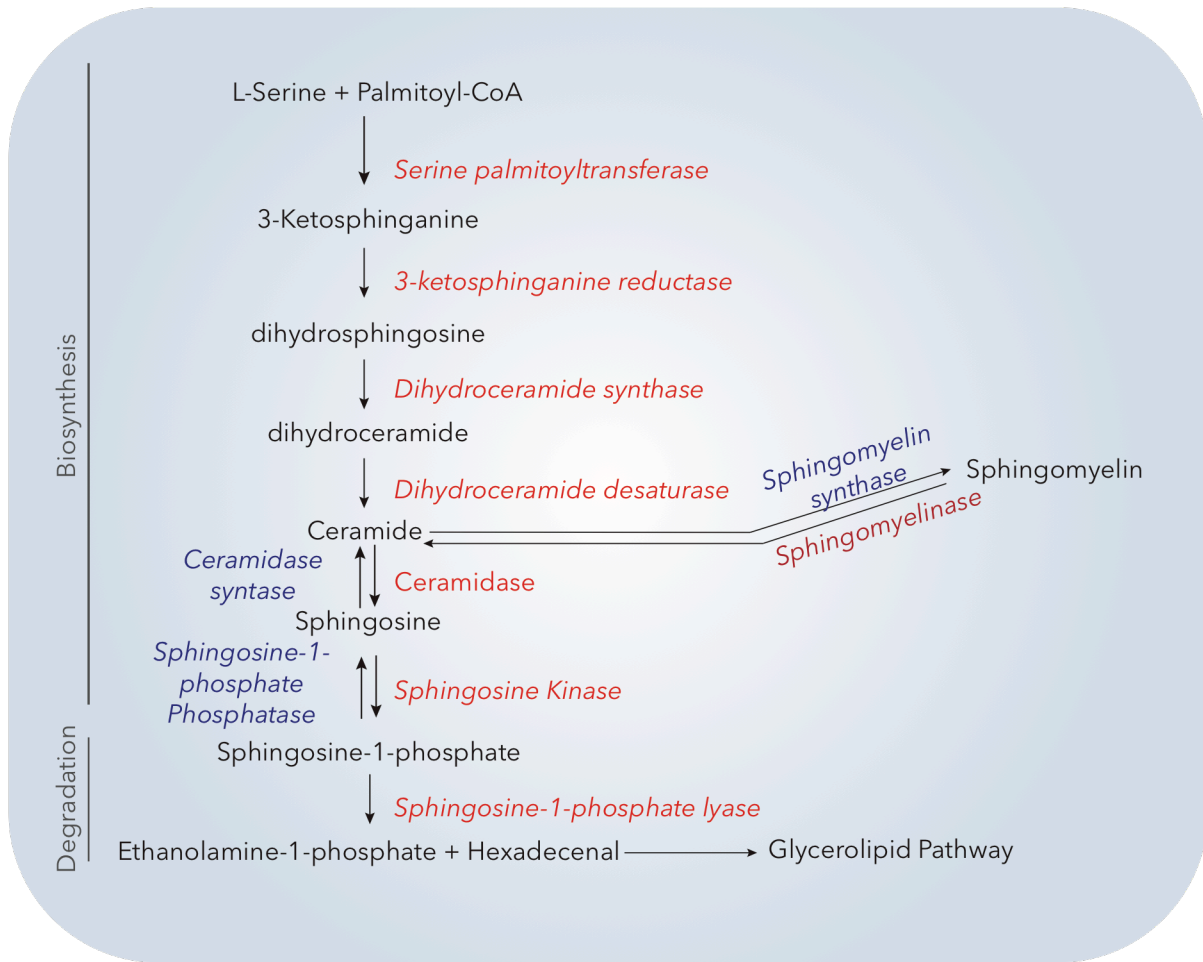 L-Serine + Palmitoyl-CoA
Serine palmitoyltransferase
3-Ketosphinganine
3-ketosphinganine reductase
dihydrosphingosine
Dihydroceramide synthase
dihydroceramide
Dihydroceramide desaturase
Sphingomyelin
synthase
Sphingomyelin
Sphingomyelinase
Ceramide
Ceramidase
syntase
Ceramidase
Sphingosine
Sphingosine-1-
phosphate
Phosphatase
Sphingosine Kinase
Sphingosine-1-phosphate
Sphingosine-1-phosphate lyase
Ethanolamine-1-phosphate + Hexadecenal
Glycerolipid Pathway
Biosynthesis
Degradation